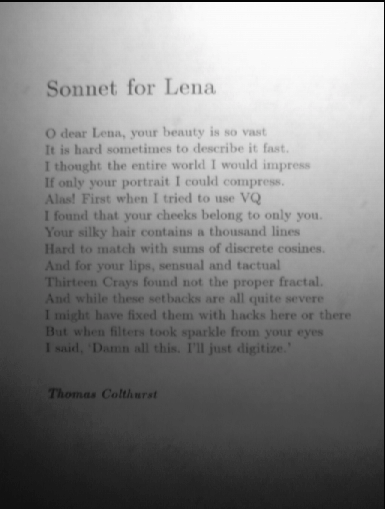 Sonnet for Lena
O dear Lena, your beauty is so vast
It is hard sometimes to describe it fast.
I thought the entire world I would impress
If only your portrait I could compress.
Alas! First when I tried to use VQ
I found that your cheeks belong to only you.
Your silky hair contains a thousand lines
Hard to match with sums of discrete cosines.
And for your lips, sensual and tactual
Thirteen Crays found not the proper fractal.
And while these setbacks are all quite severe
I might have fixed them with hacks here or there
But when filters took sparkle from your eyes
I said, 'Damn all this. I'll just digitize.'
Thomas Colthurst